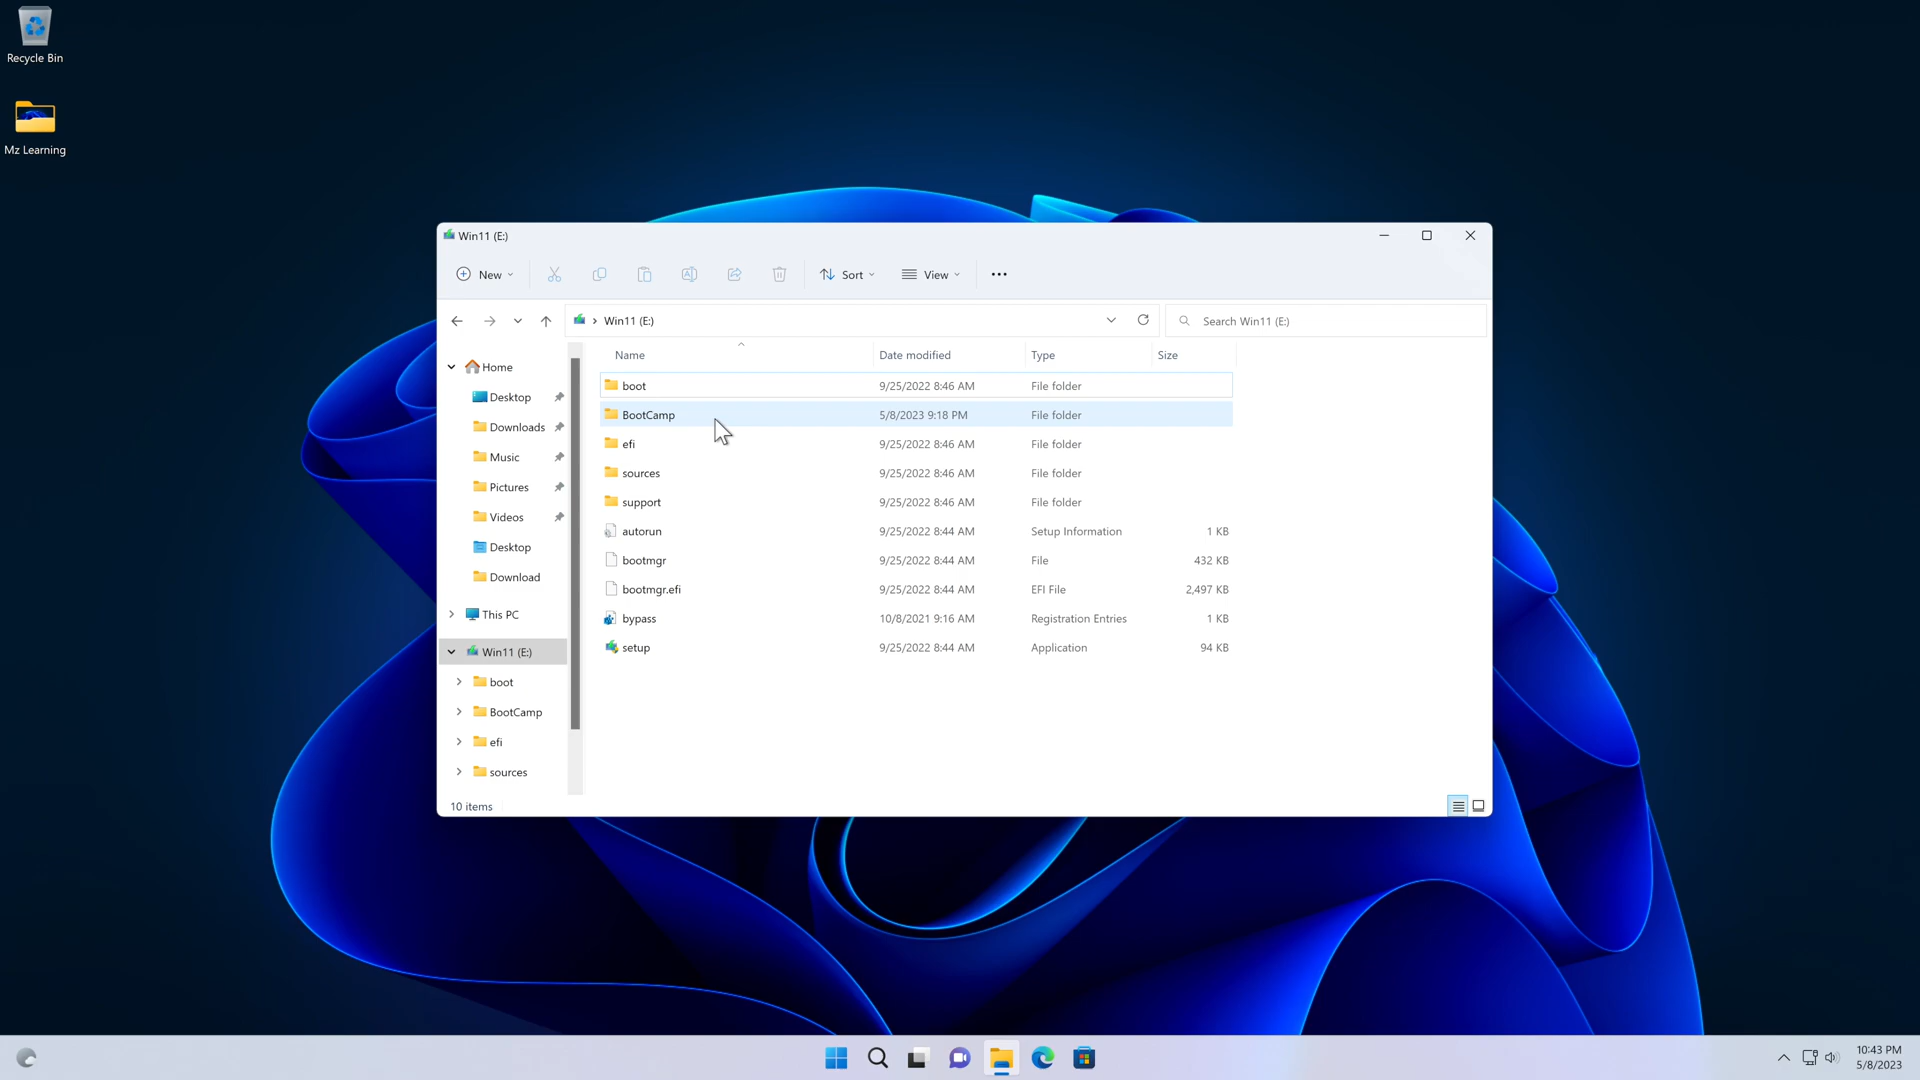 Recycle Bin
Mz Learning
Win11 (E:)
New
Sort
View
Win11 (E:)
Search Win11 (E:)
Home
Desktop
Downloads
Music
Pictures
Videos
Desktop
Download
This PC
Win11 (E:)
boot
BootCamp
efi
sources
Name Date modified Type Size
boot 9/25/2022 8:46 AM File folder
BootCamp 5/8/2023 9:18 PM File folder
efi 9/25/2022 8:46 AM File folder
sources 9/25/2022 8:46 AM File folder
support 9/25/2022 8:46 AM File folder
autorun 9/25/2022 8:44 AM Setup Information 1 KB
bootmgr 9/25/2022 8:44 AM File 432 KB
bootmgr.efi 9/25/2022 8:44 AM EFI File 2,497 KB
bypass 10/8/2021 9:16 AM Registration Entries 1 KB
setup 9/25/2022 8:44 AM Application 94 KB
10 items
10:43 PM
5/8/2023